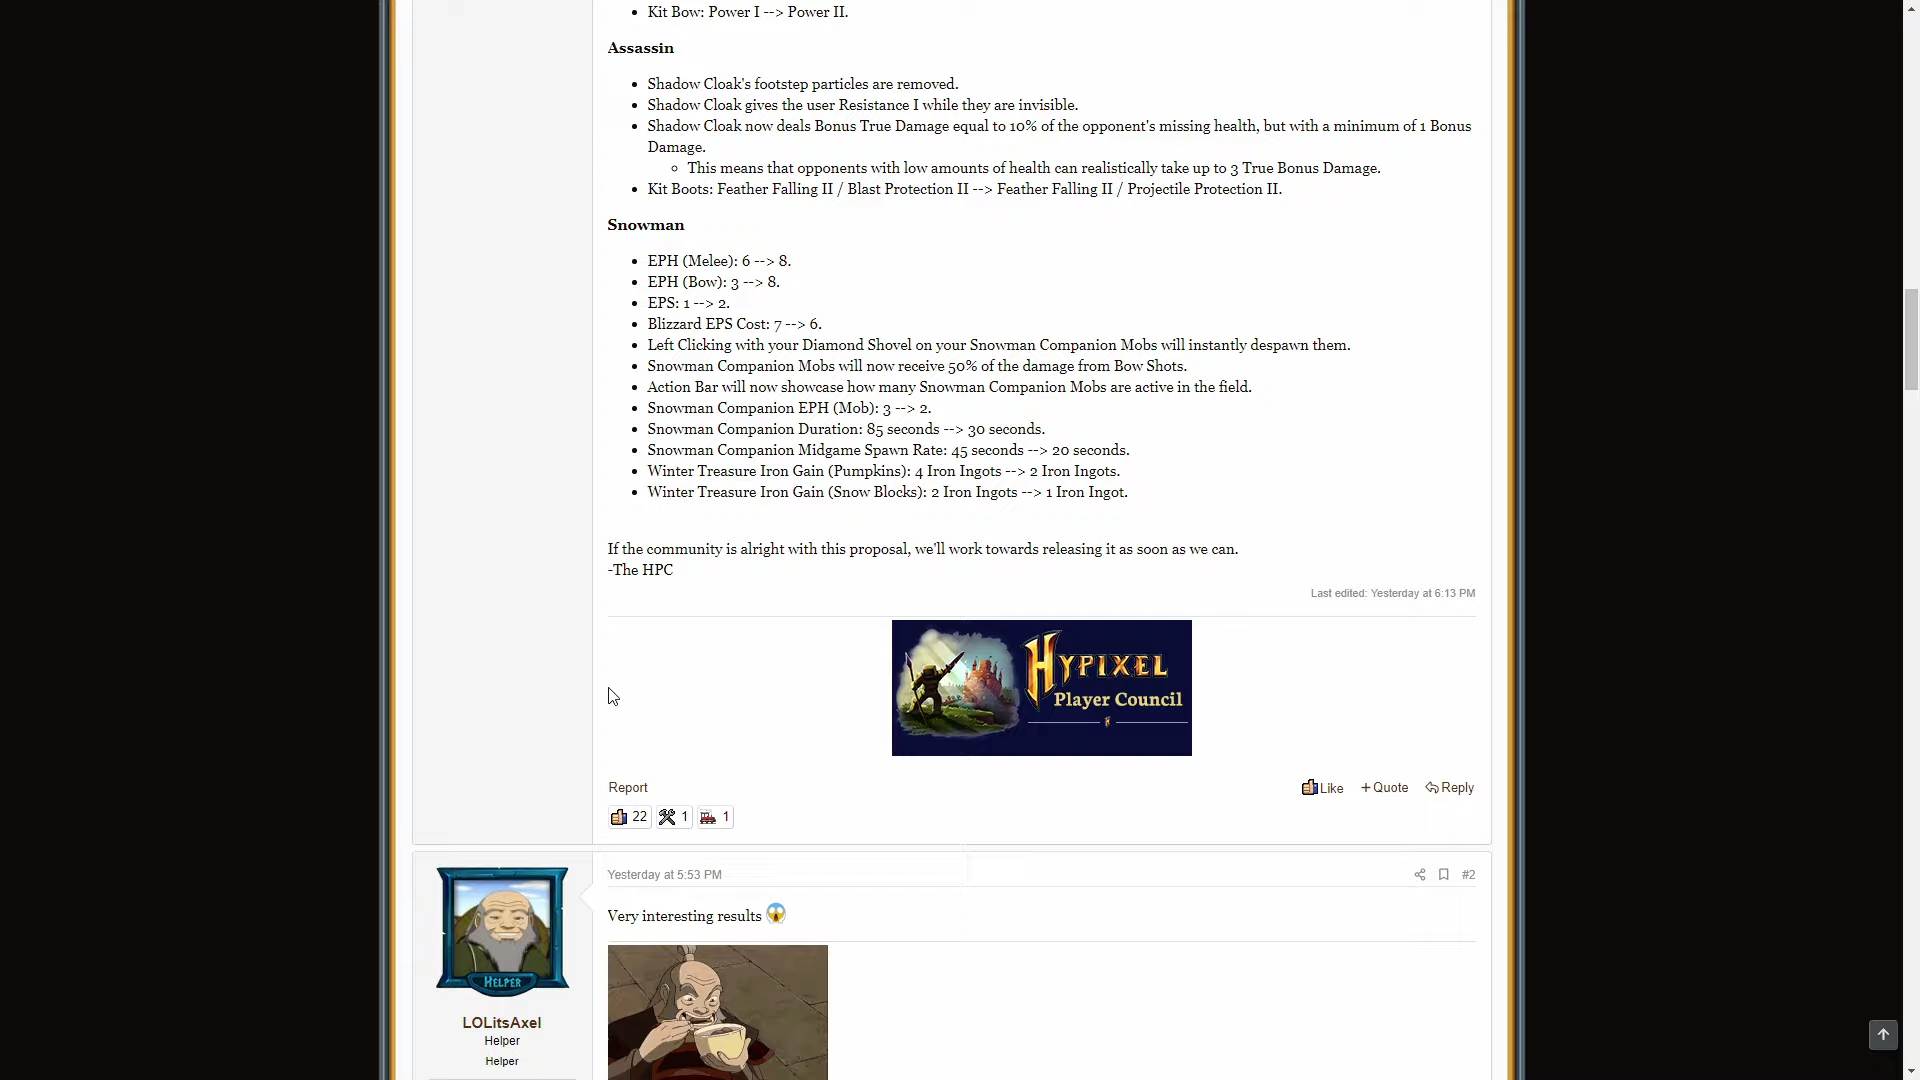 Kit Bow: Power I --> Power II.
Assassin
Shadow Cloak's footstep particles are removed.
Shadow Cloak gives the user Resistance I while they are invisible.
Shadow Cloak now deals Bonus True Damage equal to 10% of the opponent's missing health, but with a minimum of 1 Bonus
Damage.
This means that opponents with low amounts of health can realistically take up to 3 True Bonus Damage.
Kit Boots: Feather Falling II / Blast Protection II --> Feather Falling II / Projectile Protection II.
Snowman
EPH (Melee): 6 --> 8.
EPH (Bow): 3 --> 8.
EPS: 1 --> 2.
Blizzard EPS Cost: 7 --> 6.
Left Clicking with your Diamond Shovel on your Snowman Companion Mobs will instantly despawn them.
Snowman Companion Mobs will now receive 50% of the damage from Bow Shots.
Action Bar will now showcase how many Snowman Companion Mobs are active in the field.
Snowman Companion EPH (Mob): 3 --> 2.
Snowman Companion Duration: 85 seconds --> 30 seconds.
Snowman Companion Midgame Spawn Rate: 45 seconds --> 20 seconds.
Winter Treasure Iron Gain (Pumpkins): 4 Iron Ingots --> 2 Iron Ingots.
Winter Treasure Iron Gain (Snow Blocks): 2 Iron Ingots --> 1 Iron Ingot.
If the community is alright with this proposal, we'll work towards releasing it as soon as we can.
-The HPC
Last edited: Yesterday at 6:13 PM
HYPIXEL
Player Council
Report
Like + Quote Reply
22 1 1
Yesterday at 5:53 PM #2
Very interesting results
HELPER
LOLitsAxel
Helper
Helper